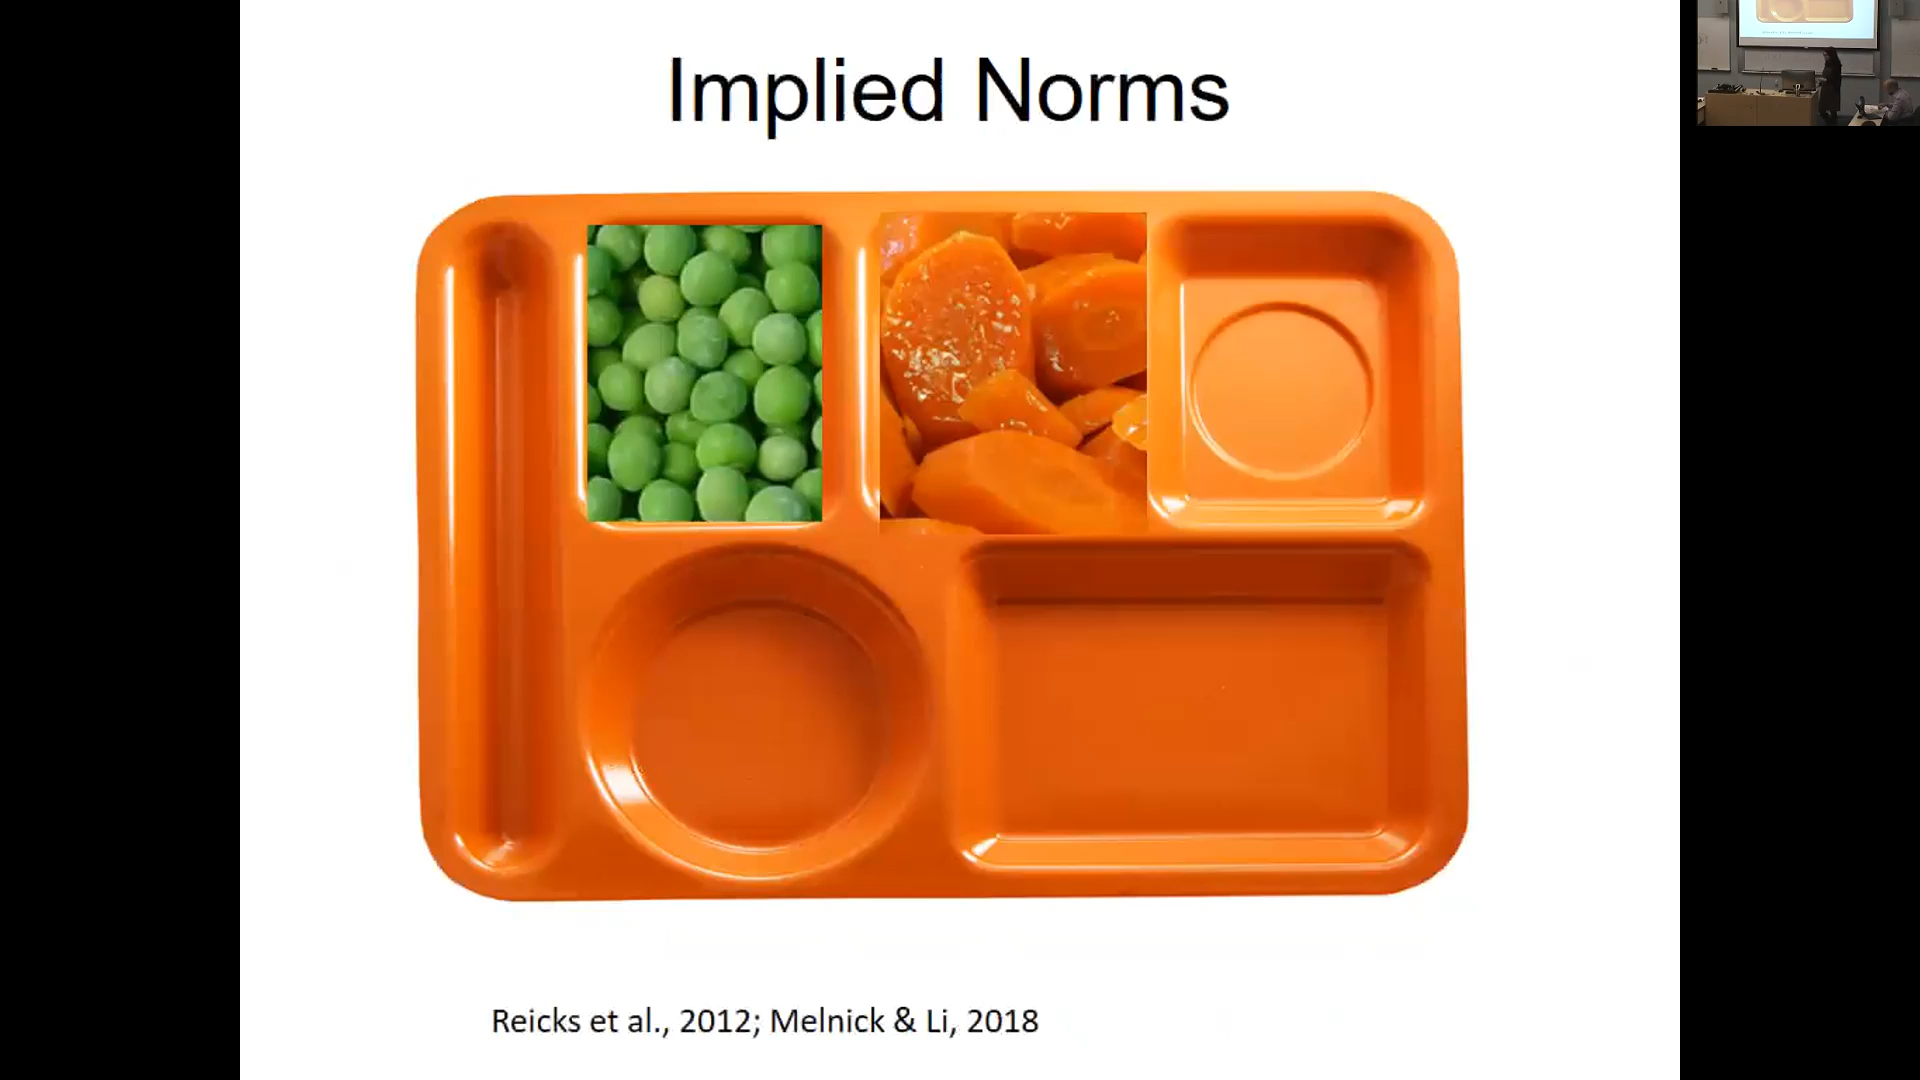 Implied Norms
Reicks et al., 2012; Melnick & Li, 2018